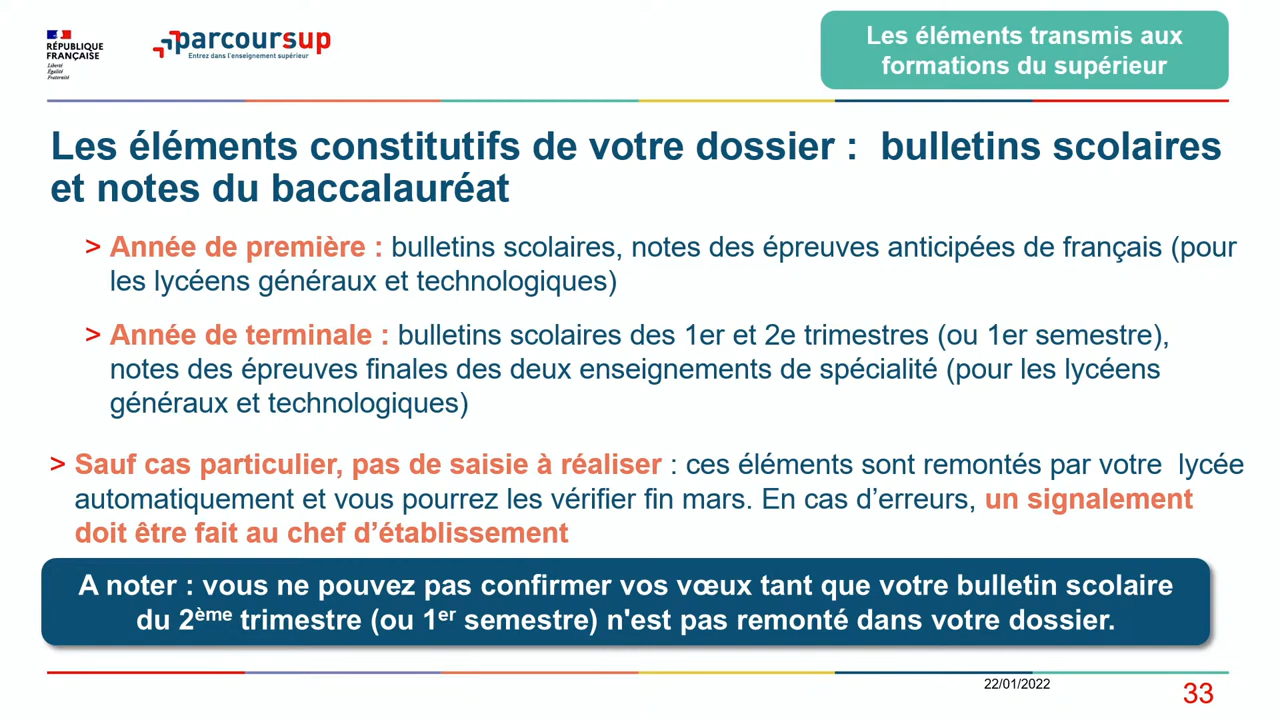 RÉPUBLIQUE
FRANÇAISE
Liberté
Égalité
Fraternité
parcoursup
Entrez dans l'enseignement supérieur
Les éléments transmis aux
formations du supérieur
Les éléments constitutifs de votre dossier :  bulletins scolaires
et notes du baccalauréat
> Année de première : bulletins scolaires, notes des épreuves anticipées de français (pour
les lycéens généraux et technologiques)
> Année de terminale : bulletins scolaires des 1er et 2e trimestres (ou 1er semestre),
notes des épreuves finales des deux enseignements de spécialité (pour les lycéens
généraux et technologiques)
> Sauf cas particulier, pas de saisie à réaliser : ces éléments sont remontés par votre  lycée
automatiquement et vous pourrez les vérifier fin mars. En cas d’erreurs, un signalement
doit être fait au chef d’établissement
A noter : vous ne pouvez pas confirmer vos vœux tant que votre bulletin scolaire
du 2ème trimestre (ou 1er semestre) n'est pas remonté dans votre dossier.
22/01/2022
33